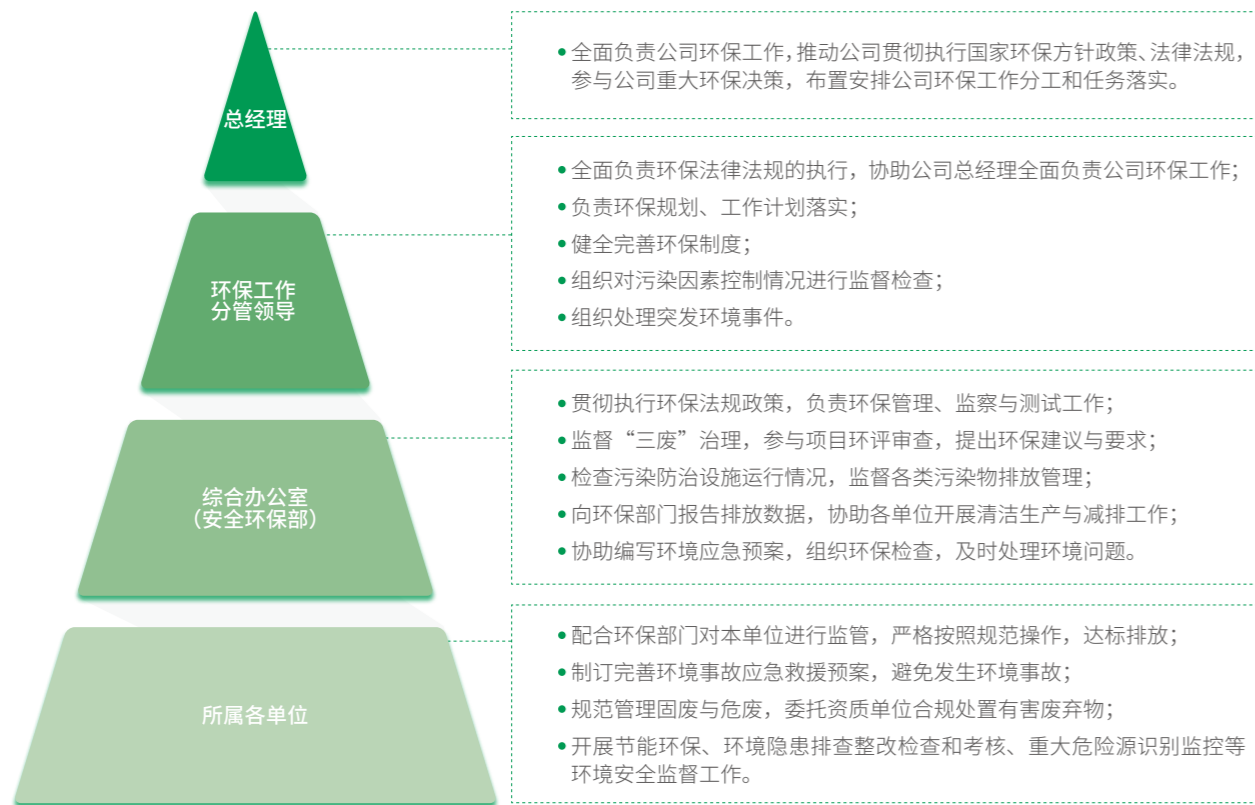 总经理
全面负责公司环保工作，推动公司贯彻执行国家环保方针政策、法律法规，
参与公司重大环保决策，布置安排公司环保工作分工和任务落实。
环保工作
分管领导
全面负责环保法律法规的执行，协助公司总经理全面负责公司环保工作；
负责环保规划、工作计划落实；
健全完善环保制度；
组织对污染因素控制情况进行监督检查；
组织处理突发环境事件。
综合办公室
（安全环保部）
贯彻执行环保法规政策，负责环保管理、监察与测试工作；
监督“三废”治理，参与项目环评审查，提出环保建议与要求；
检查污染防治设施运行情况，监督各类污染物排放管理；
向环保部门报告排放数据，协助各单位开展清洁生产与减排工作；
协助编写环境应急预案，组织环保检查，及时处理环境问题。
所属各单位
配合环保部门对本单位进行监管，严格按照规范操作，达标排放；
制订完善环境事故应急救援预案，避免发生环境事故；
规范管理固废与危废，委托资质单位合规处置有害废弃物；
开展节能环保、环境隐患排查整改检查和考核、重大危险源识别监控等
环境安全监督工作。